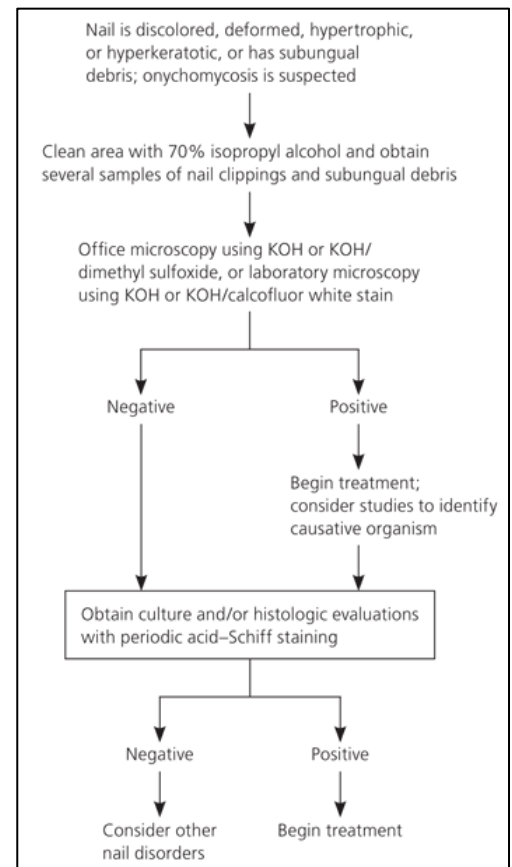 Nail is discolored, deformed, hypertrophic,
or hyperkeratotic, or has subungual
debris; onychomycosis is suspected
Clean area with 70% isopropyl alcohol and obtain
several samples of nail clippings and subungual debris
Office microscopy using KOH or KOH/
dimethyl sulfoxide, or laboratory microscopy
using KOH or KOH/calcofluor white stain
Negative
Positive
Begin treatment;
consider studies to identify
causative organism
Obtain culture and/or histologic evaluations
with periodic acid–Schiff staining
Negative
Positive
Consider other
nail disorders
Begin treatment